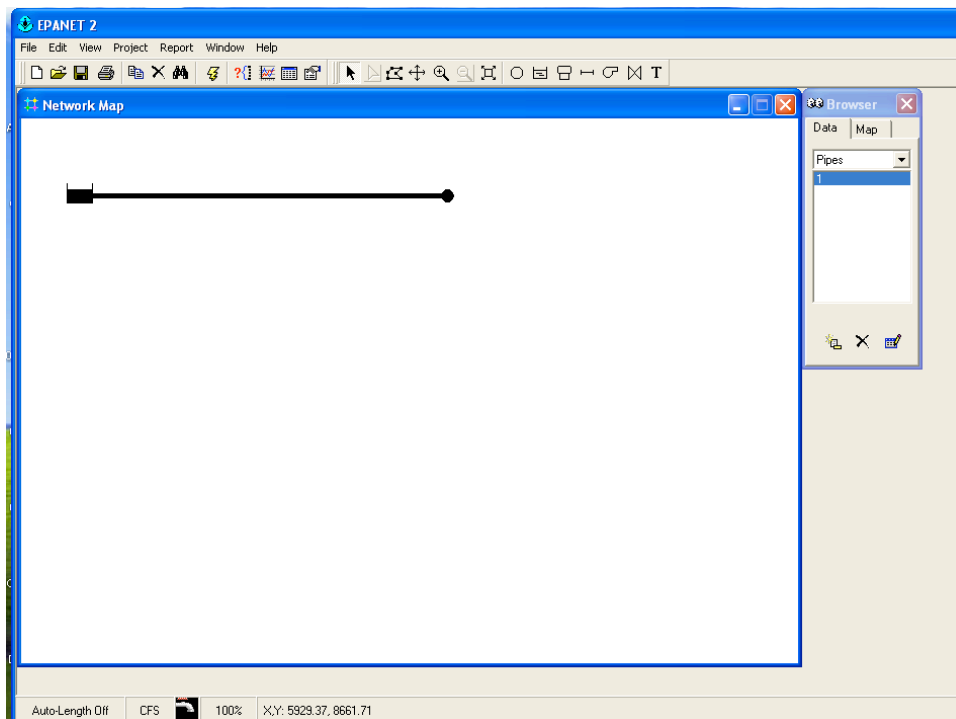 EPANET 2
File Edit View Project Report Window Help
T
Network Map
Browser
Data Map
Pipes
1
Auto-Length Off CFS 100% X,Y: 5929.37, 8661.71